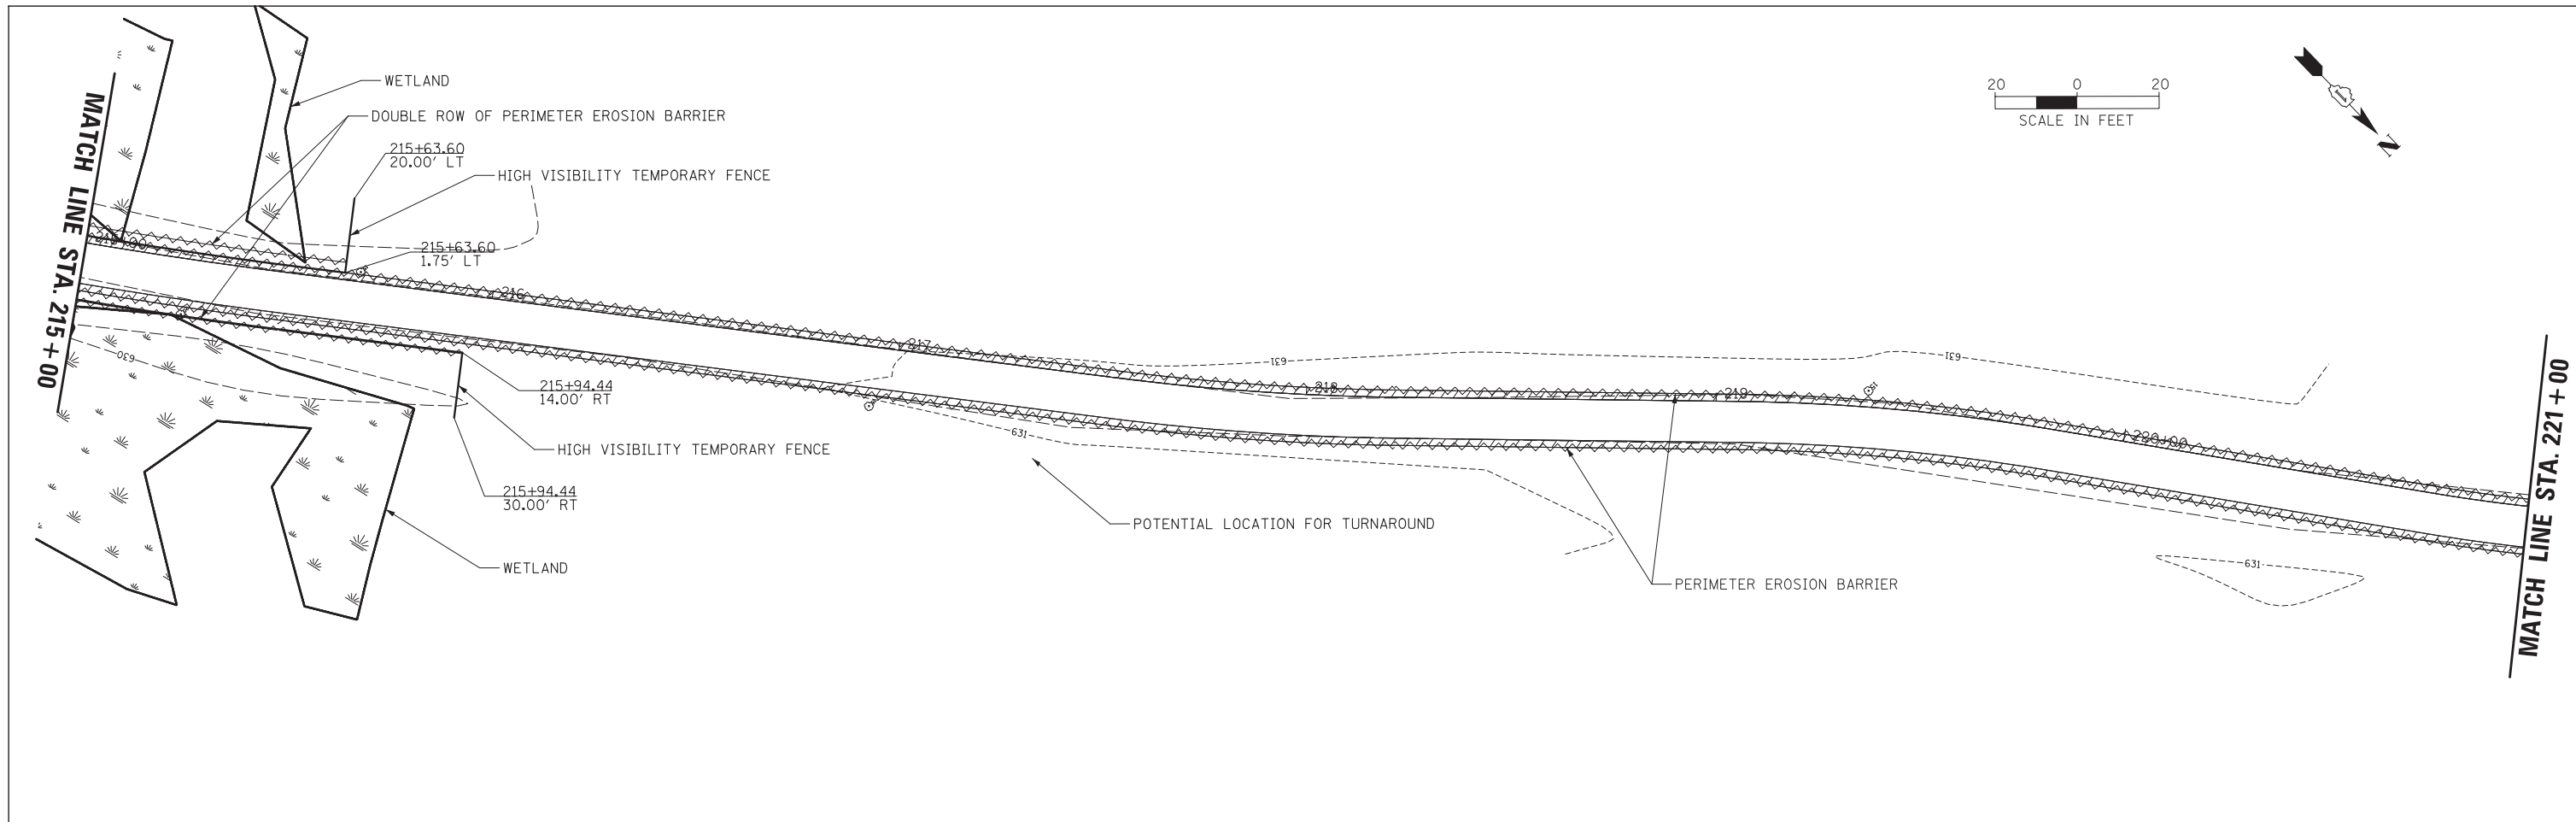 WETLAND
DOUBLE ROW OF PERIMETER EROSION BARRIER
215+63.60
20.00' LT
HIGH VISIBILITY TEMPORARY FENCE
20 0 20
SCALE IN FEET
N
MATCH LINE STA. 215+00
215+63.60
1.75' LT
216
217
631
218
219
631
220+00
630
215+94.44
14.00' RT
631
HIGH VISIBILITY TEMPORARY FENCE
215+94.44
30.00' RT
POTENTIAL LOCATION FOR TURNAROUND
WETLAND
PERIMETER EROSION BARRIER
631
MATCH LINE STA. 221+00